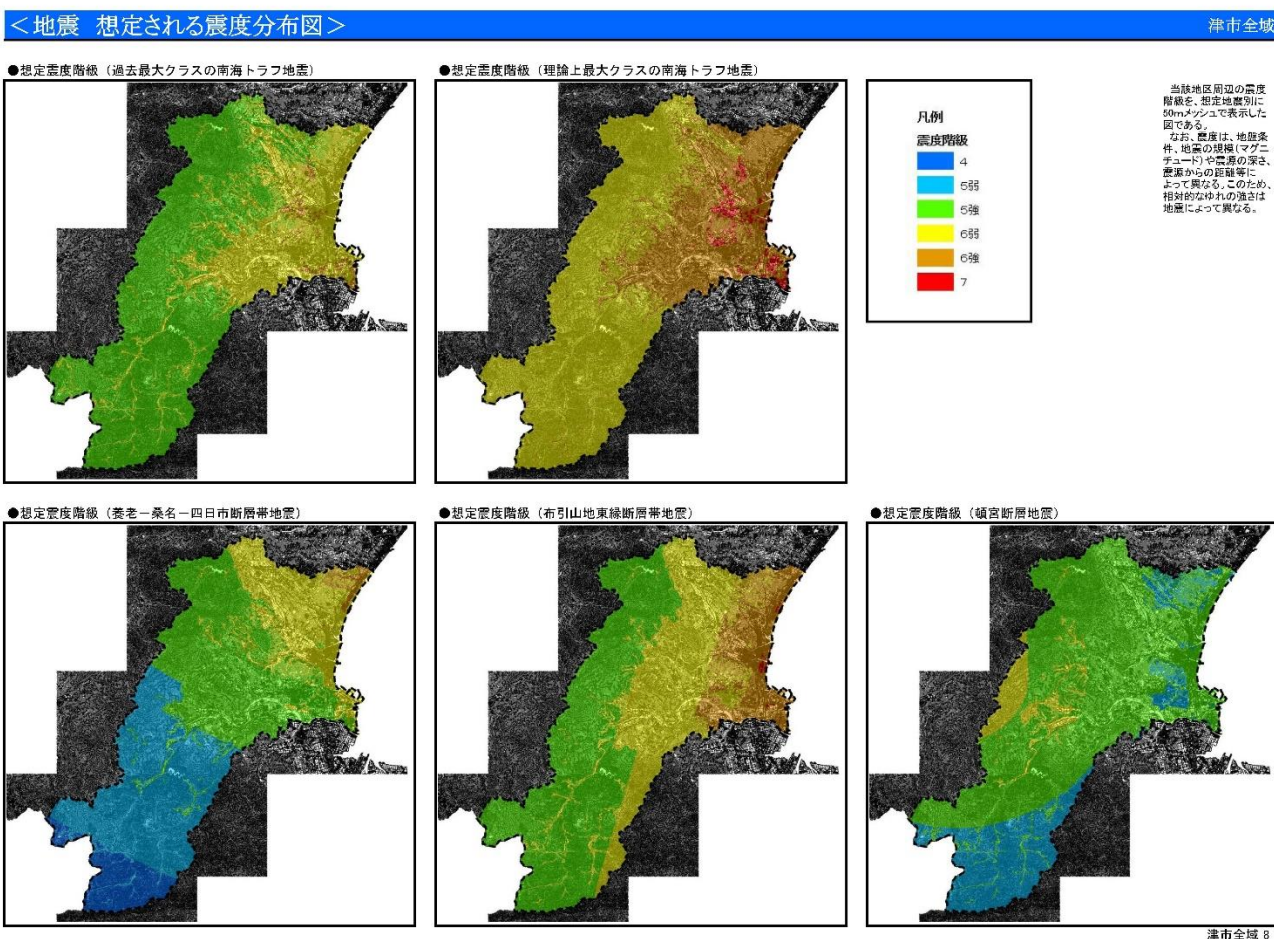 ＜地震 想定される震度分布図＞
津市全域
●想定震度階級（過去最大クラスの南海トラフ地震）
●想定震度階級（理論上最大クラスの南海トラフ地震）
凡例
震度階級
4
5弱
5強
6弱
6強
7
当該地区周辺の震度
階級を、想定地震別に
50mメッシュで表示した
図である。
なお、震度は、地盤条
件、地震の規模（マグニ
チュード）や震源の深さ、
震源からの距離等に
よって異なる。このため、
相対的なゆれの強さは
地震によって異なる。
●想定震度階級（養老－桑名－四日市断層帯地震）
●想定震度階級（布引山地東縁断層帯地震）
●想定震度階級（頓宮断層地震）
津市全域 8